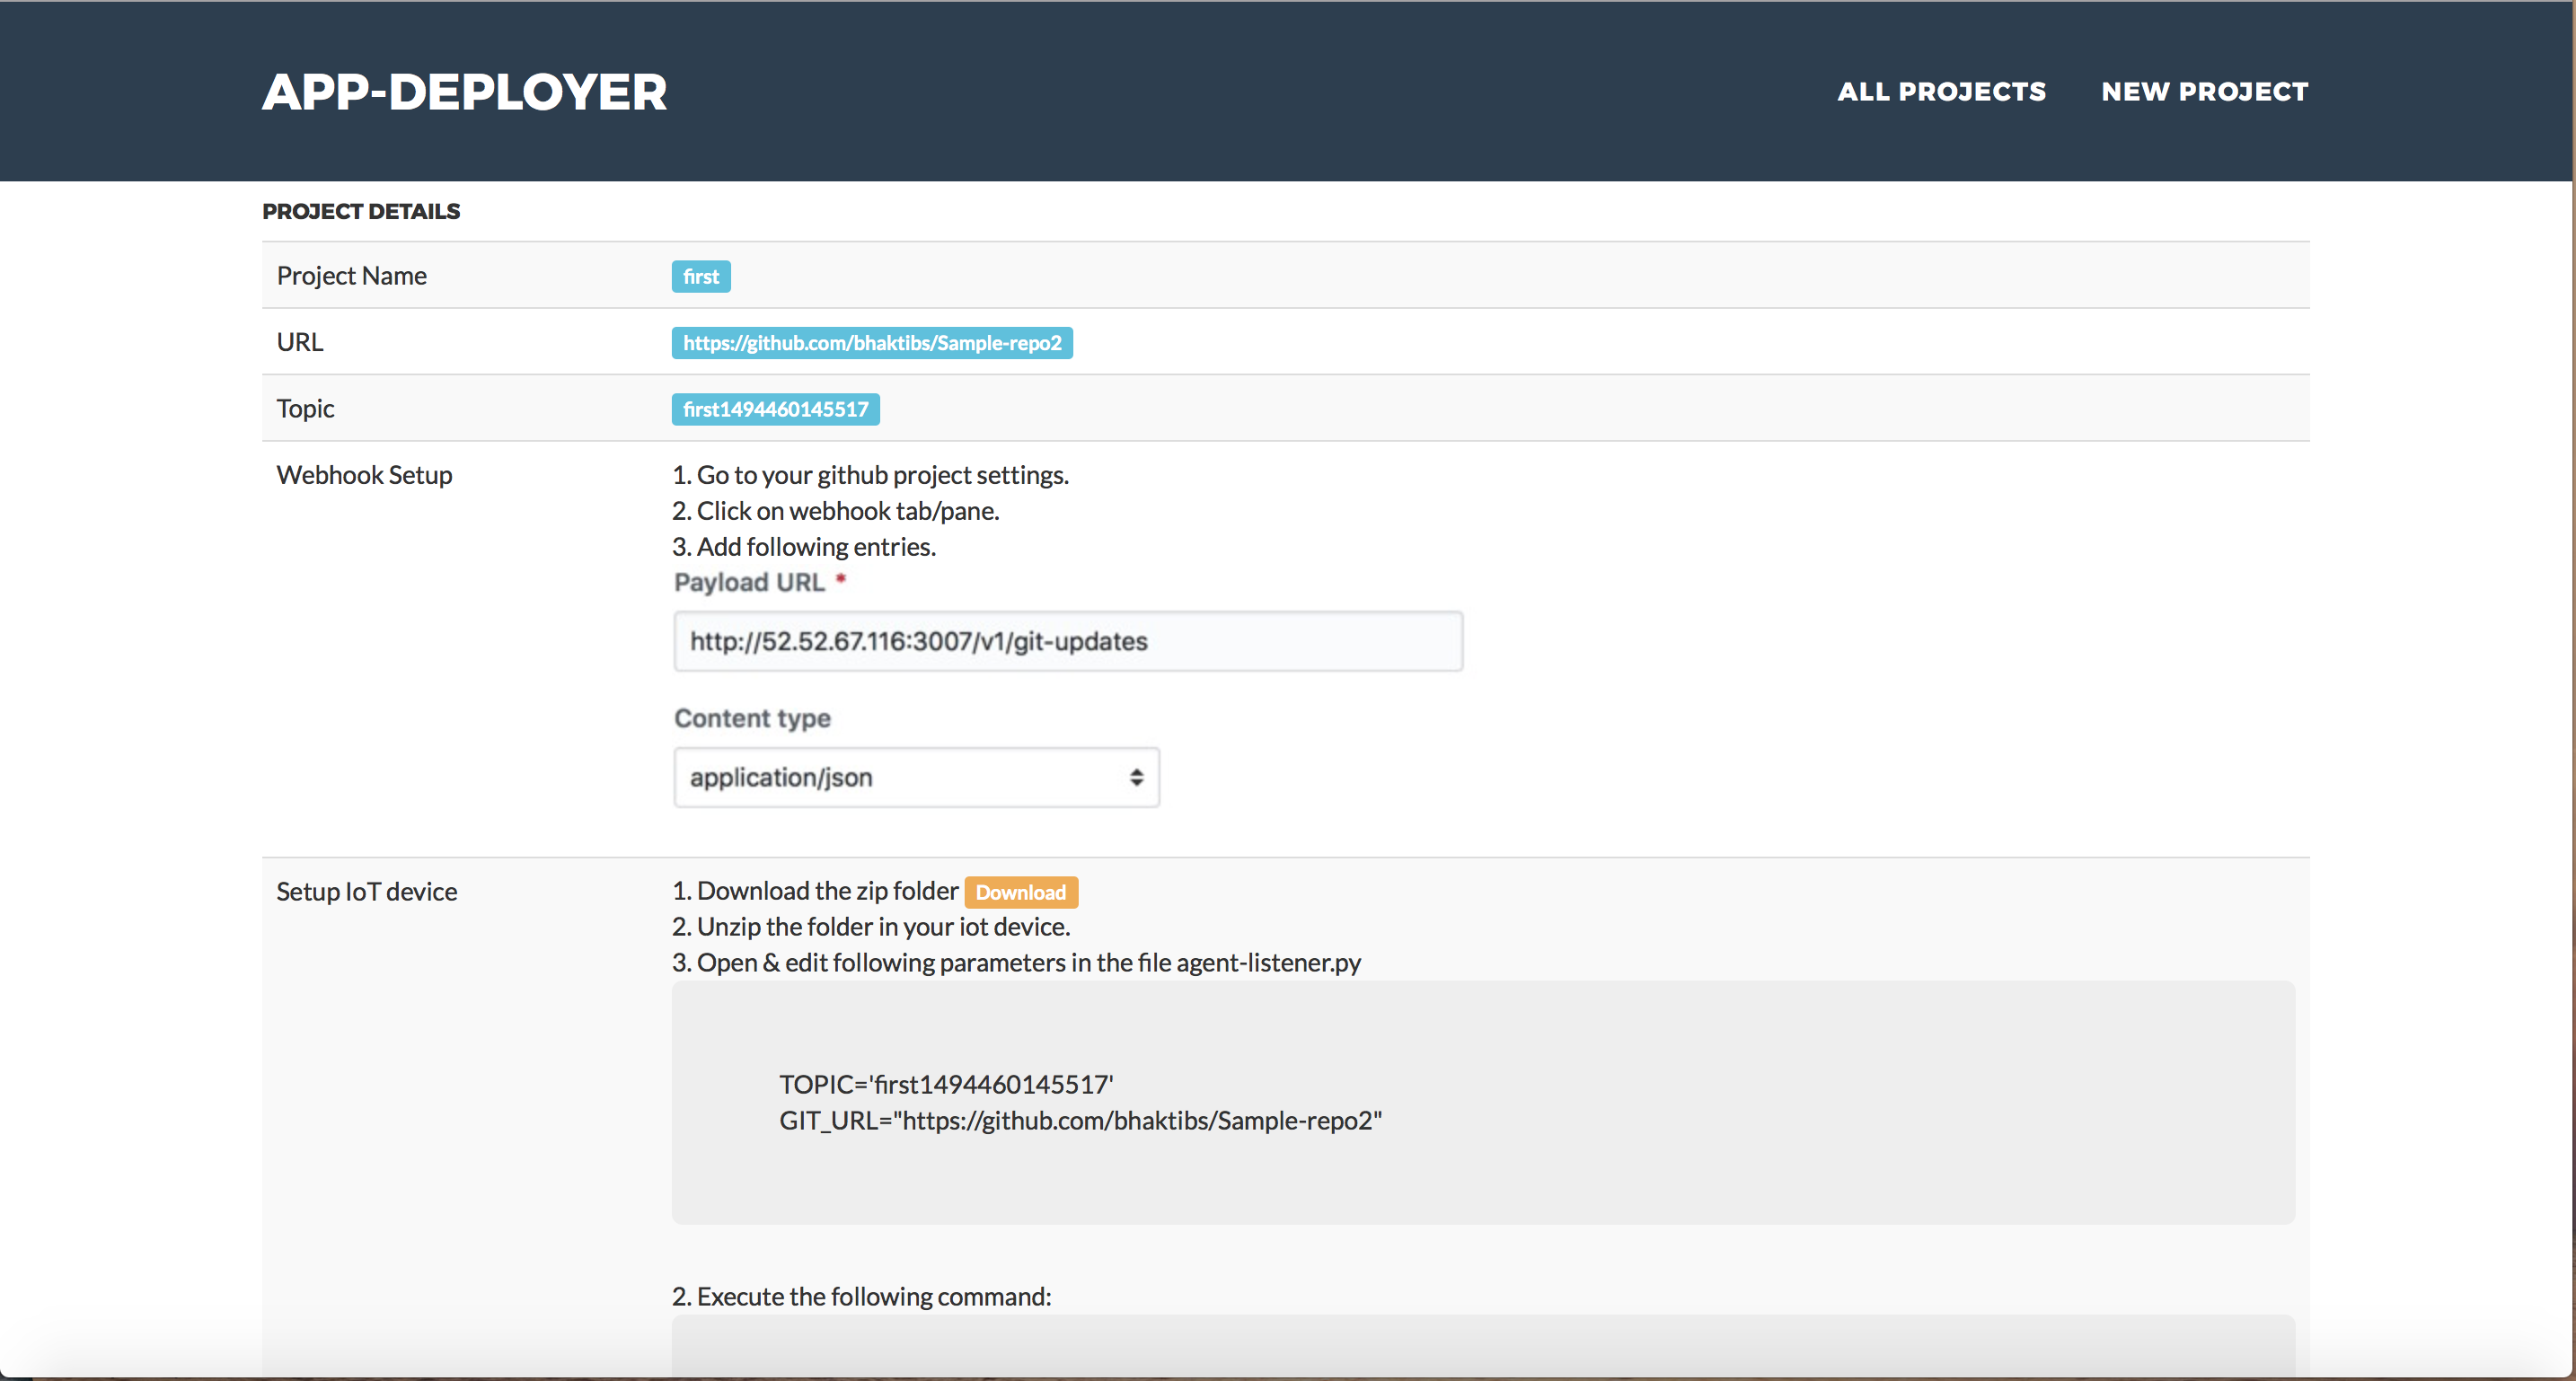 APP-DEPLOYER
ALL PROJECTS NEW PROJECT
PROJECT DETAILS
Project Name first
URL https://github.com/bhaktibs/Sample-repo2
Topic first1494460145517
Webhook Setup 1. Go to your github project settings.
2. Click on webhook tab/pane.
3. Add following entries.
Payload URL *
http://52.52.67.116:3007/v1/git-updates
Content type
application/json
Setup IoT device 1. Download the zip folder Download
2. Unzip the folder in your iot device.
3. Open & edit following parameters in the file agent-listener.py
TOPIC='first1494460145517'
GIT_URL="https://github.com/bhaktibs/Sample-repo2"
2. Execute the following command: